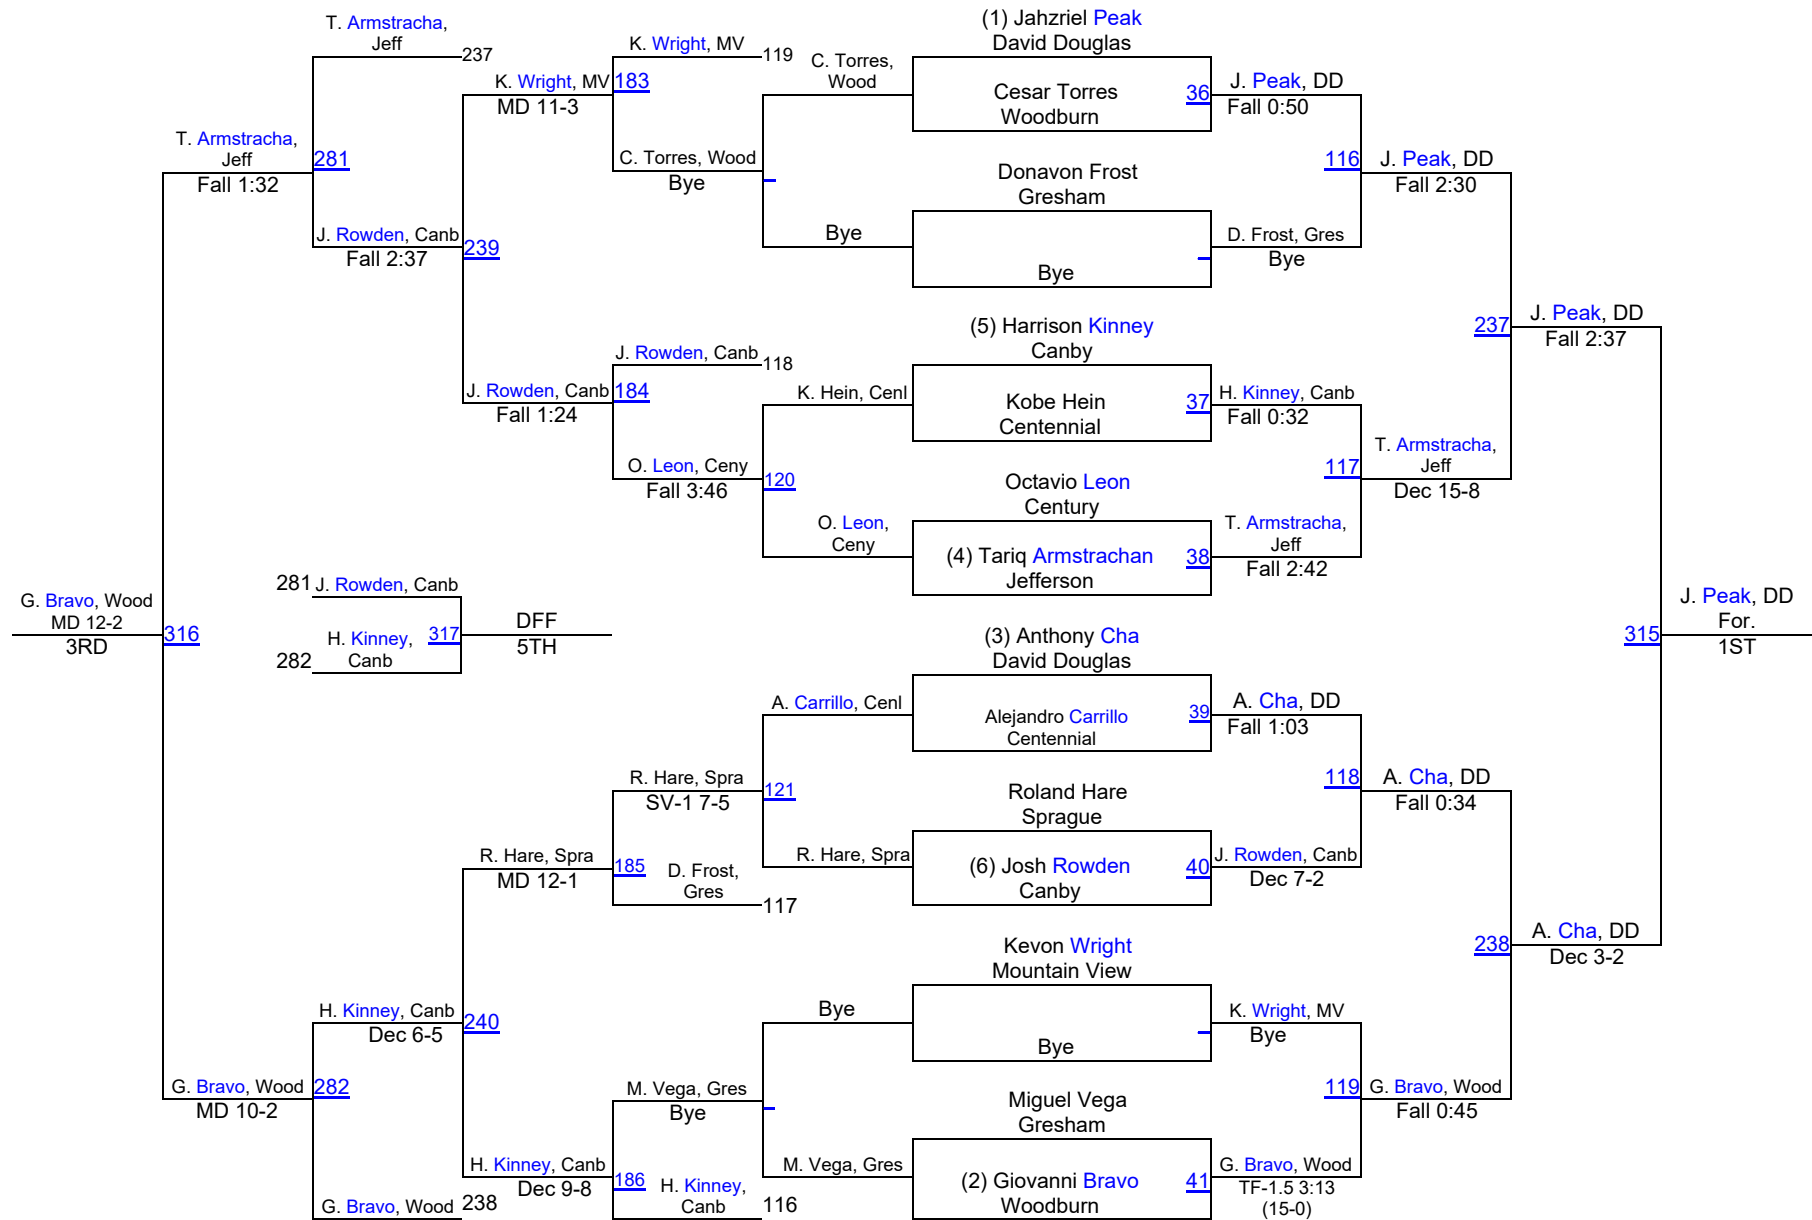 (1) Jahzriel Peak
David Douglas
Cesar Torres
Woodburn
36
J. Peak, DD
Fall 0:50
Donavon Frost
Gresham
Bye
D. Frost, Gres
Bye
116
J. Peak, DD
Fall 2:30
(5) Harrison Kinney
Canby
Kobe Hein
Centennial
37
H. Kinney, Canb
Fall 0:32
Octavio Leon
Century
(4) Tariq Armstrachan
Jefferson
38
T. Armstracha,
Jeff
Fall 2:42
117
T. Armstracha,
Jeff
Dec 15-8
237
J. Peak, DD
Fall 2:37
(3) Anthony Cha
David Douglas
Alejandro Carrillo
Centennial
39
A. Cha, DD
Fall 1:03
Roland Hare
Sprague
(6) Josh Rowden
Canby
40
J. Rowden, Canb
Dec 7-2
118
A. Cha, DD
Fall 0:34
Kevon Wright
Mountain View
Bye
K. Wright, MV
Bye
Miguel Vega
Gresham
(2) Giovanni Bravo
Woodburn
41
G. Bravo, Wood
TF-1.5 3:13
(15-0)
119
G. Bravo, Wood
Fall 0:45
238
A. Cha, DD
Dec 3-2
315
J. Peak, DD
For.
1ST
C. Torres,
Wood
Bye
C. Torres, Wood
Bye
K. Wright, MV
119
183
K. Wright, MV
MD 11-3
K. Hein, Cenl
O. Leon,
Ceny
120
O. Leon, Ceny
Fall 3:46
J. Rowden, Canb
118
184
J. Rowden, Canb
Fall 1:24
239
J. Rowden, Canb
Fall 2:37
T. Armstracha,
Jeff
237
281
T. Armstracha,
Jeff
Fall 1:32
A. Carrillo, Cenl
R. Hare, Spra
121
R. Hare, Spra
SV-1 7-5
D. Frost,
Gres
117
185
R. Hare, Spra
MD 12-1
Bye
M. Vega, Gres
M. Vega, Gres
Bye
H. Kinney,
Canb
116
186
H. Kinney, Canb
Dec 9-8
240
H. Kinney, Canb
Dec 6-5
G. Bravo, Wood
238
282
G. Bravo, Wood
MD 10-2
316
G. Bravo, Wood
MD 12-2
3RD
281
J. Rowden, Canb
282
H. Kinney,
Canb
317
DFF
5TH